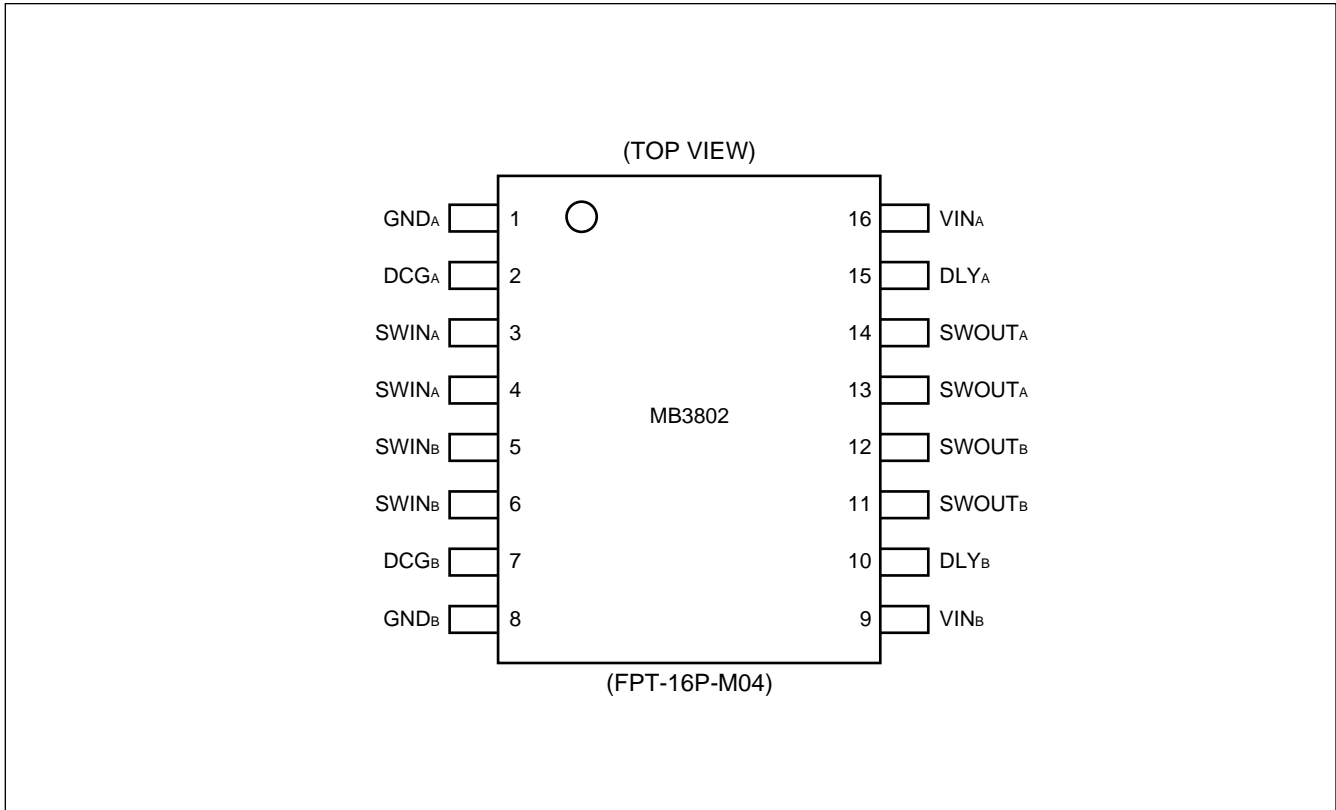 (TOP VIEW)
GNDA 1 16 VINA
DCGA 2 15 DLYA
SWINA 3 14 SWOUTA
SWINA 4 13 SWOUTA
MB3802
SWINB 5 12 SWOUTB
SWINB 6 11 SWOUTB
DCGB 7 10 DLYB
GNDB 8 9 VINB
(FPT-16P-M04)